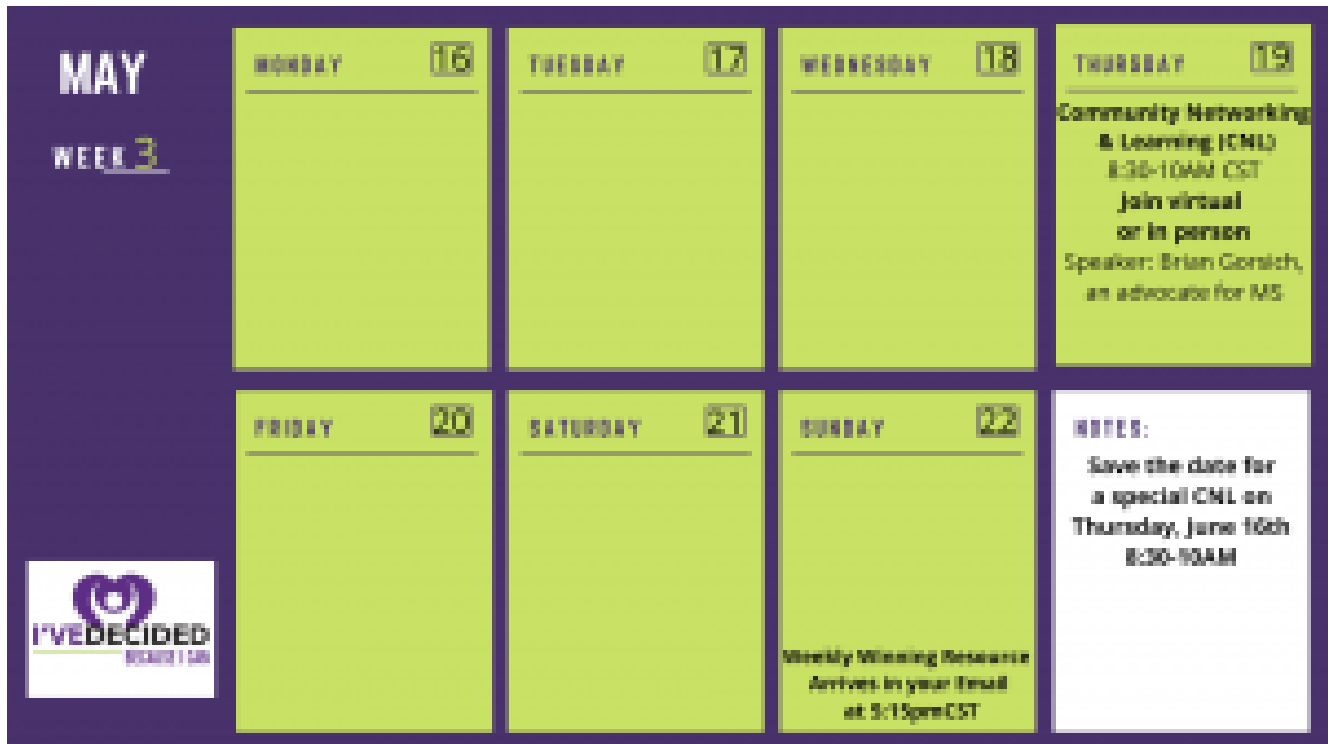 MAY
WEEK 3
MONDAY 16
TUESDAY 17
WEDNESDAY 18
THURSDAY 19
Community Networking
& Learning (CNL)
8:30-10AM CST
Join virtual
or in person
Speaker: Brian Gorsich,
an advocate for MS
FRIDAY 20
SATURDAY 21
SUNDAY 22
Weekly Winning Resource
Arrives in your Email
at 5:15pmCST
NOTES:
Save the date for
a special CNL on
Thursday, June 16th
8:30-10AM
I'VEDECIDED
BECAUSE I CAN